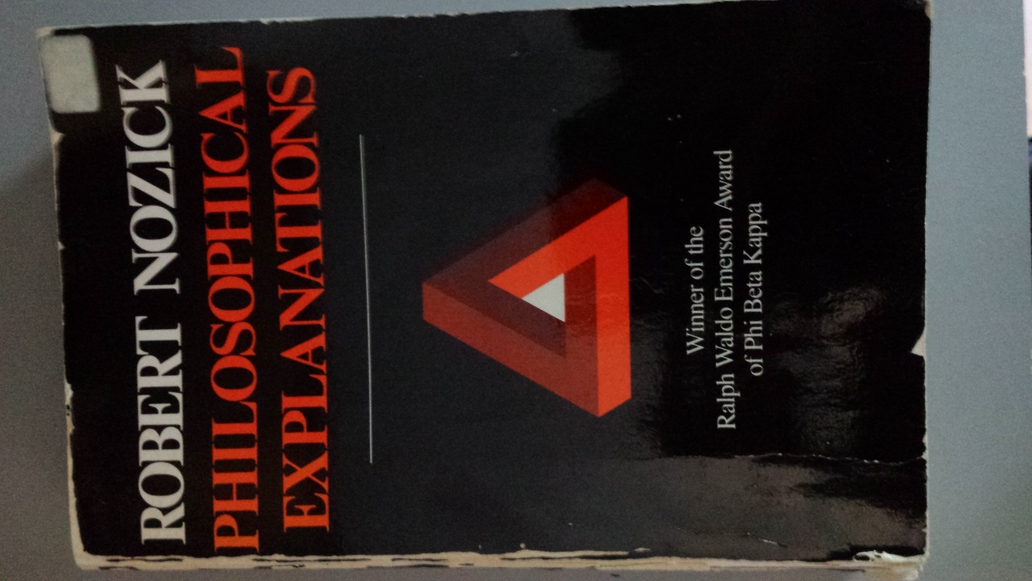 ROBERT NOZICK
PHILOSOPHICAL
EXPLANATIONS
Winner of the
Ralph Waldo Emerson Award
of Phi Beta Kappa